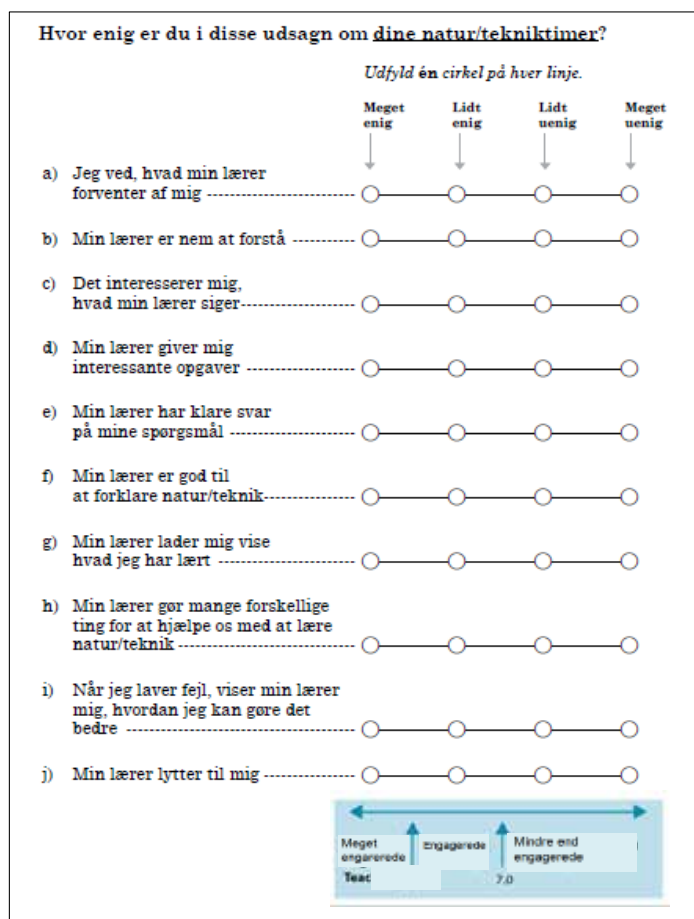 Hvor enig er du i disse udsagn om dine natur/tekniktimer?
Udfyld én cirkel på hver linje.
Meget enig
Lidt enig
Lidt uenig
Meget uenig
a) Jeg ved, hvad min lærer
forventer af mig
b) Min lærer er nem at forstå
c) Det interesserer mig,
hvad min lærer siger
d) Min lærer giver mig
interessante opgaver
e) Min lærer har klare svar
på mine spørgsmål
f) Min lærer er god til
at forklare natur/teknik
g) Min lærer lader mig vise
hvad jeg har lært
h) Min lærer gør mange forskellige
ting for at hjælpe os med at lære
natur/teknik
i) Når jeg laver fejl, viser min lærer
mig, hvordan jeg kan gøre det
bedre
j) Min lærer lytter til mig
Meget
engarerede
Engagerede
Mindre end
engagerede
Teac
7.0